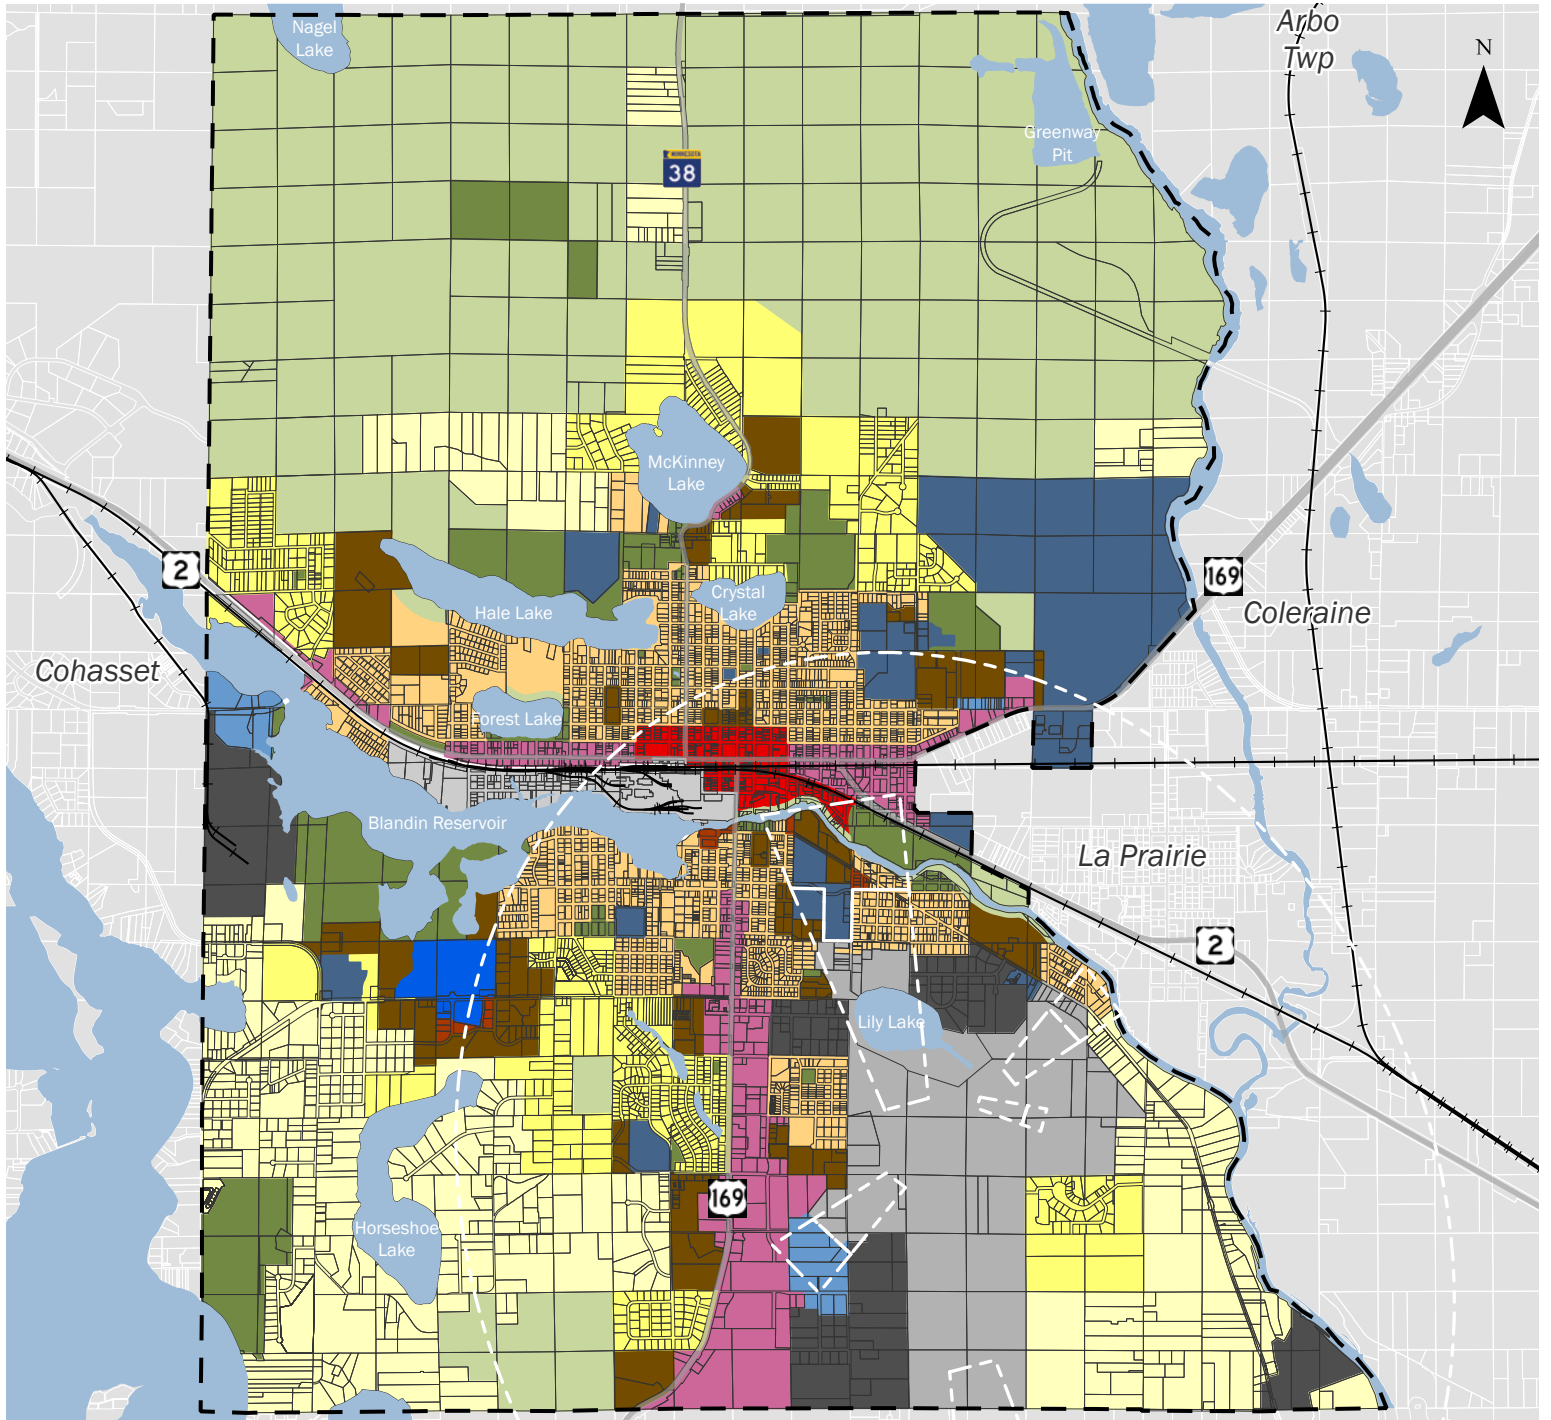 Nagel
Lake
Arbo
Twp
N
Greenway
Pit
MINNESOTA
38
McKinney
Lake
2
169
Crystal
Lake
Hale Lake
Coleraine
Cohasset
Forest Lake
Blandin Reservoir
La Prairie
2
Lily Lake
169
Horseshoe
Lake